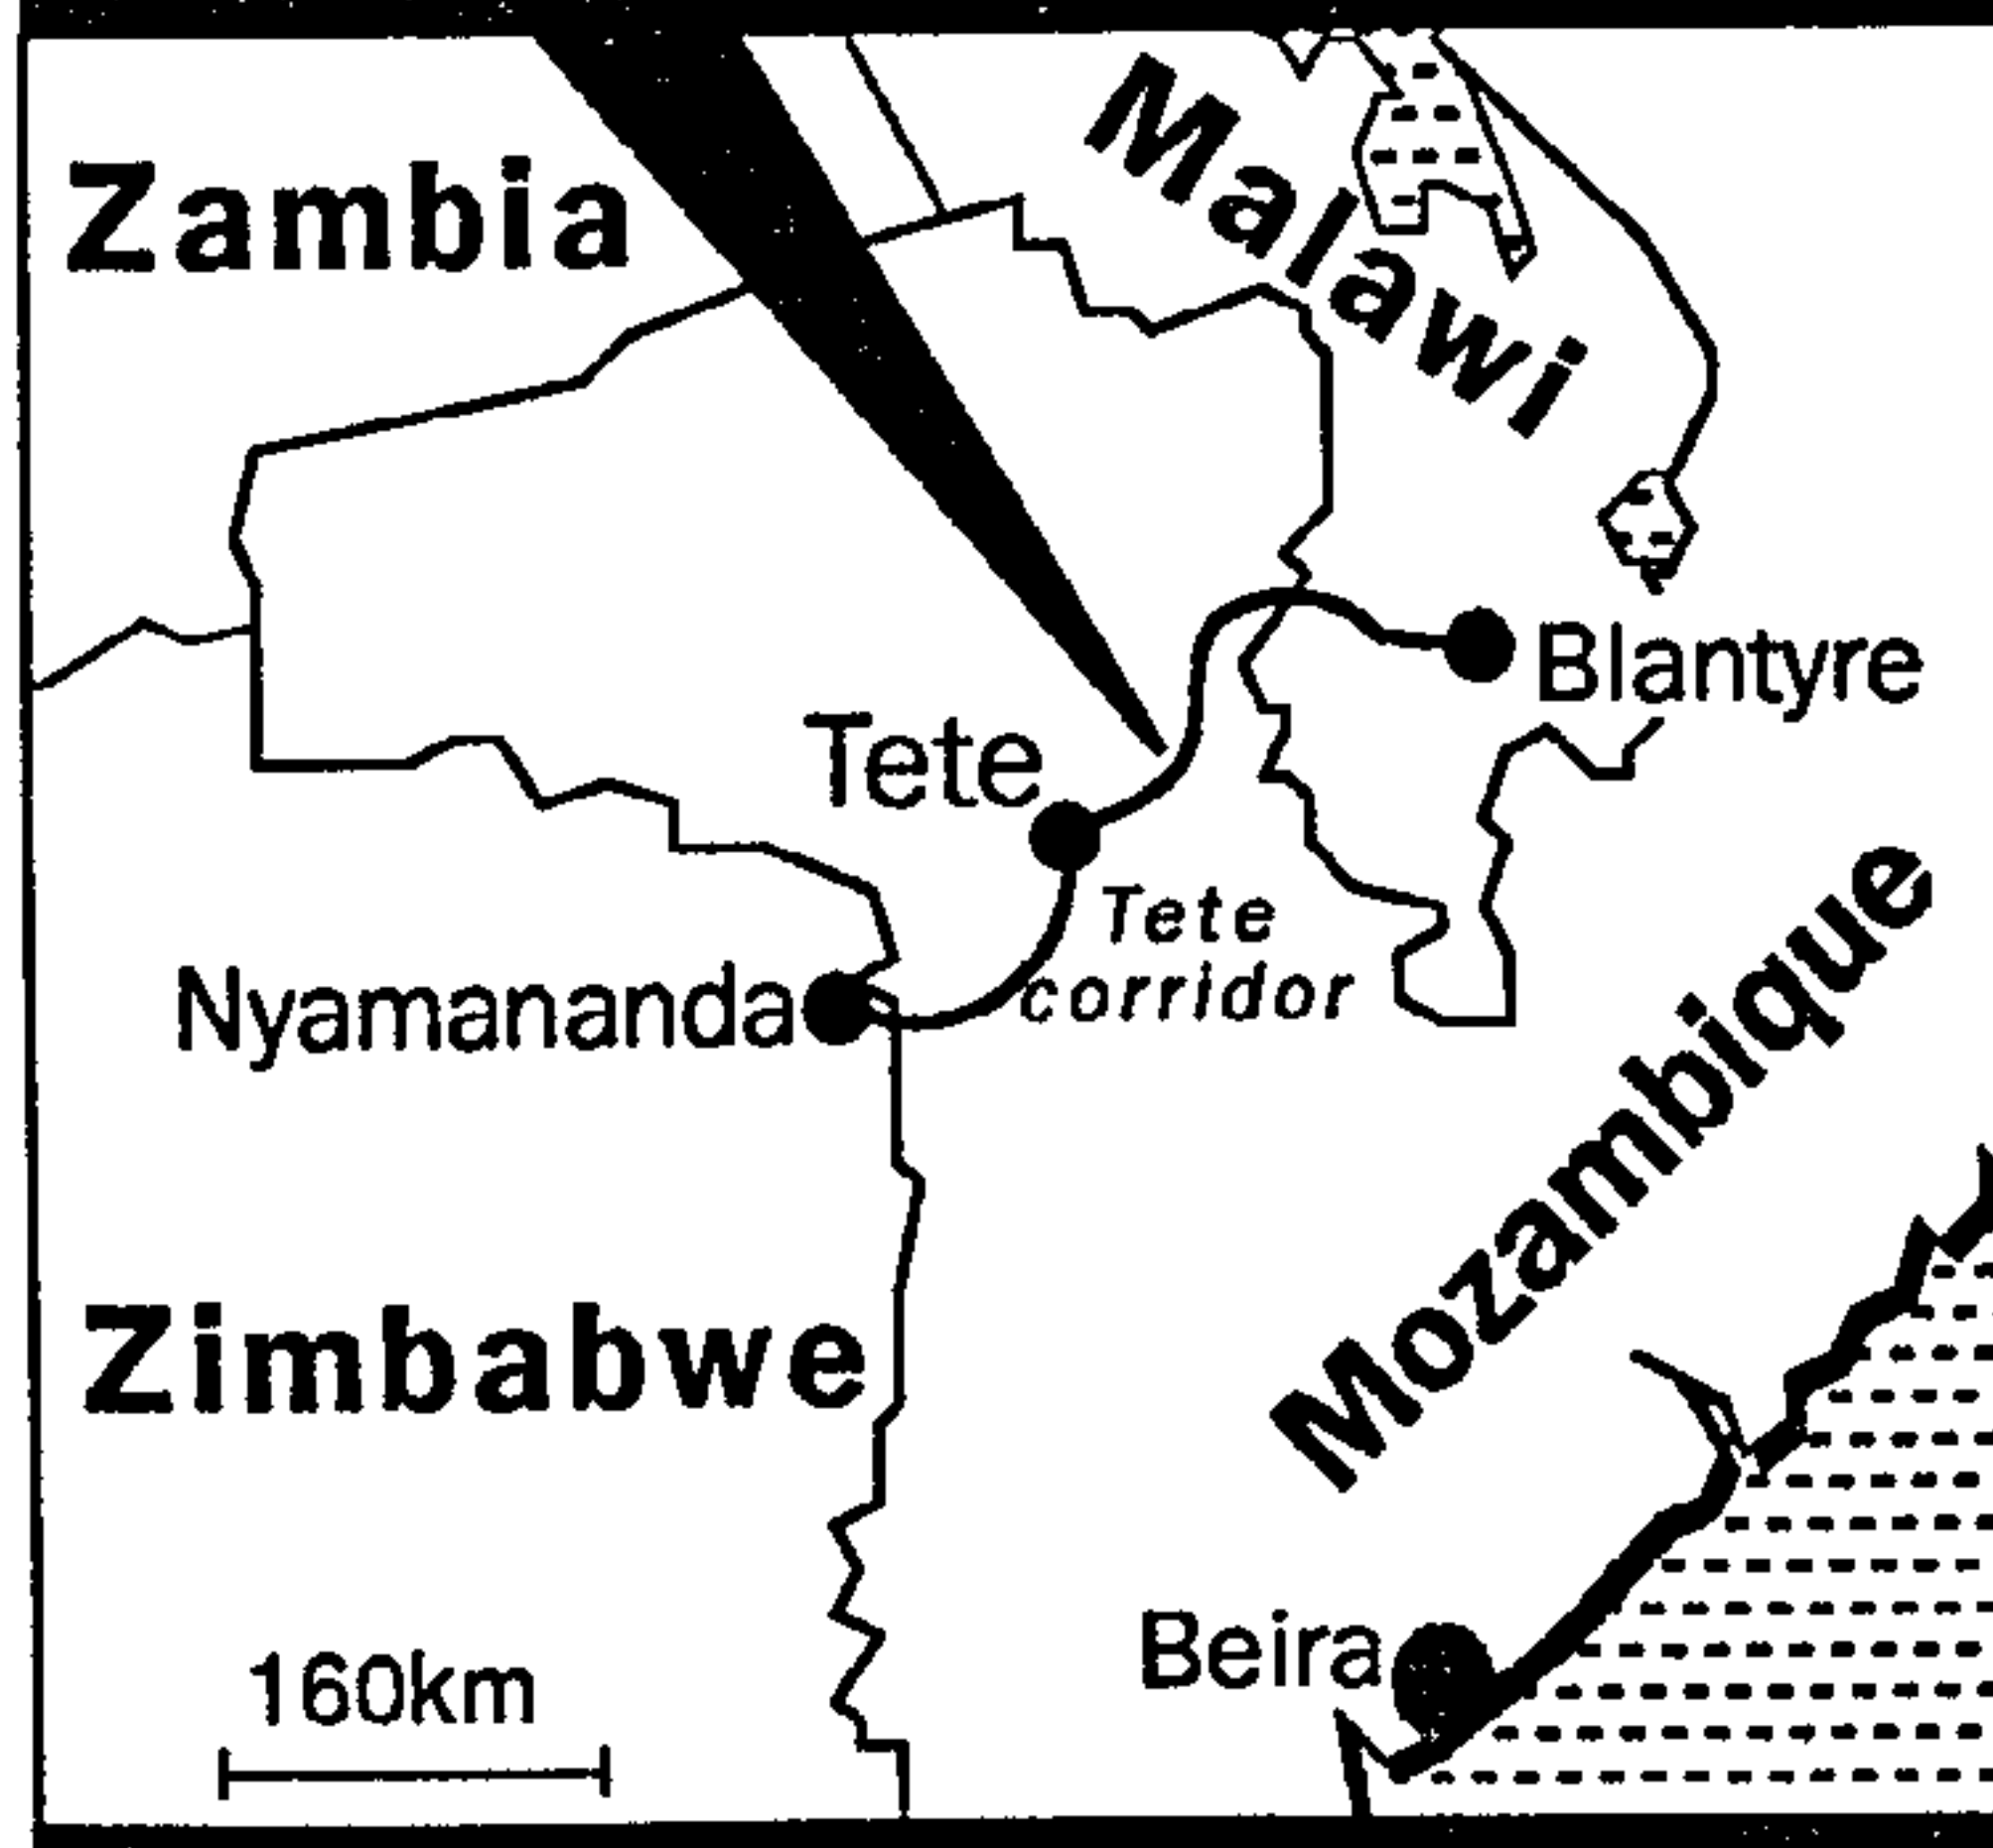 Zambia
Malawi
Blantyre
Tete
Tete
corridor
Nyamananda
Mozambique
Zimbabwe
Beira
160km